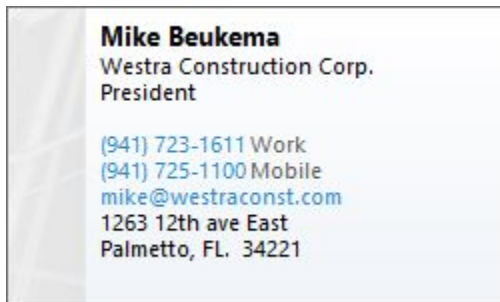 Mike Beukema
Westra Construction Corp.
President
(941) 723-1611 Work
(941) 725-1100 Mobile
mike@westraconst.com
1263 12th ave East
Palmetto, FL.  34221